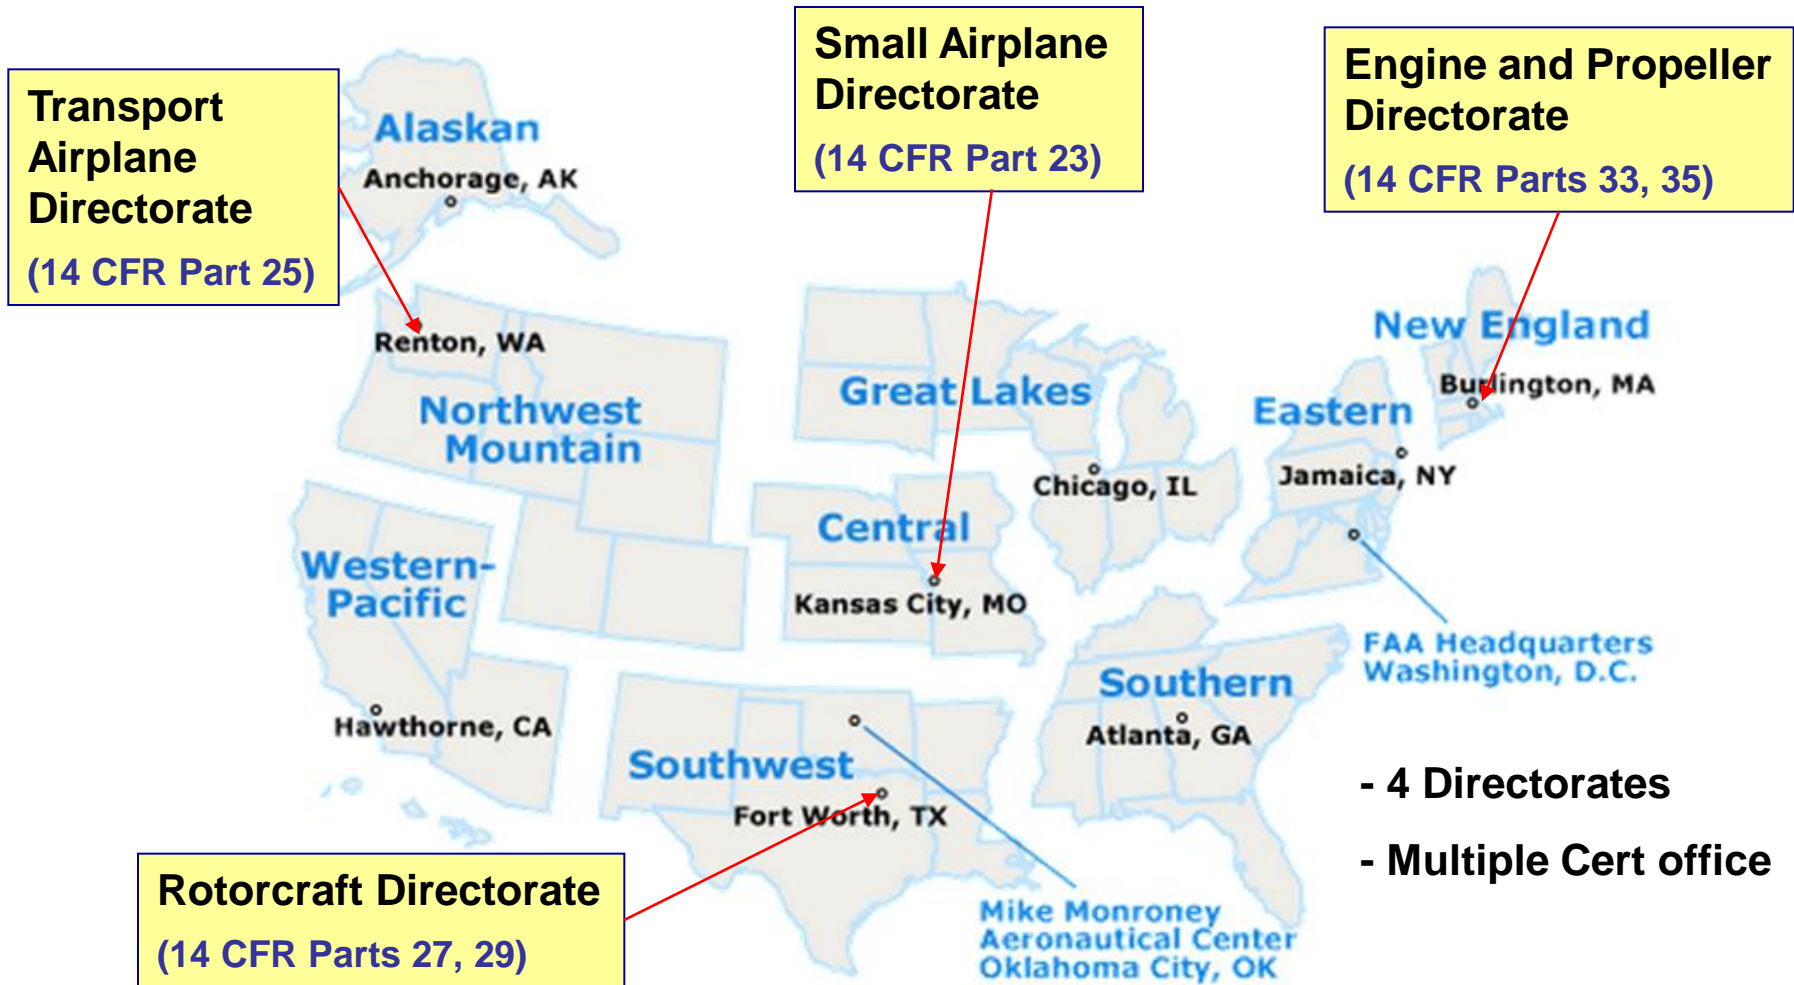 Transport
Airplane
Directorate
(14 CFR Part 25)
Small Airplane
Directorate
(14 CFR Part 23)
Engine and Propeller
Directorate
(14 CFR Parts 33, 35)
Alaskan
Anchorage, AK
Renton, WA
Northwest
Mountain
Great Lakes
Chicago, IL
New England
Burlington, MA
Eastern
Jamaica, NY
Central
Kansas City, MO
Western-
Pacific
Hawthorne, CA
FAA Headquarters
Washington, D.C.
Southern
Atlanta, GA
Southwest
Fort Worth, TX
Mike Monroney
Aeronautical Center
Oklahoma City, OK
- 4 Directorates
- Multiple Cert office
Rotorcraft Directorate
(14 CFR Parts 27, 29)